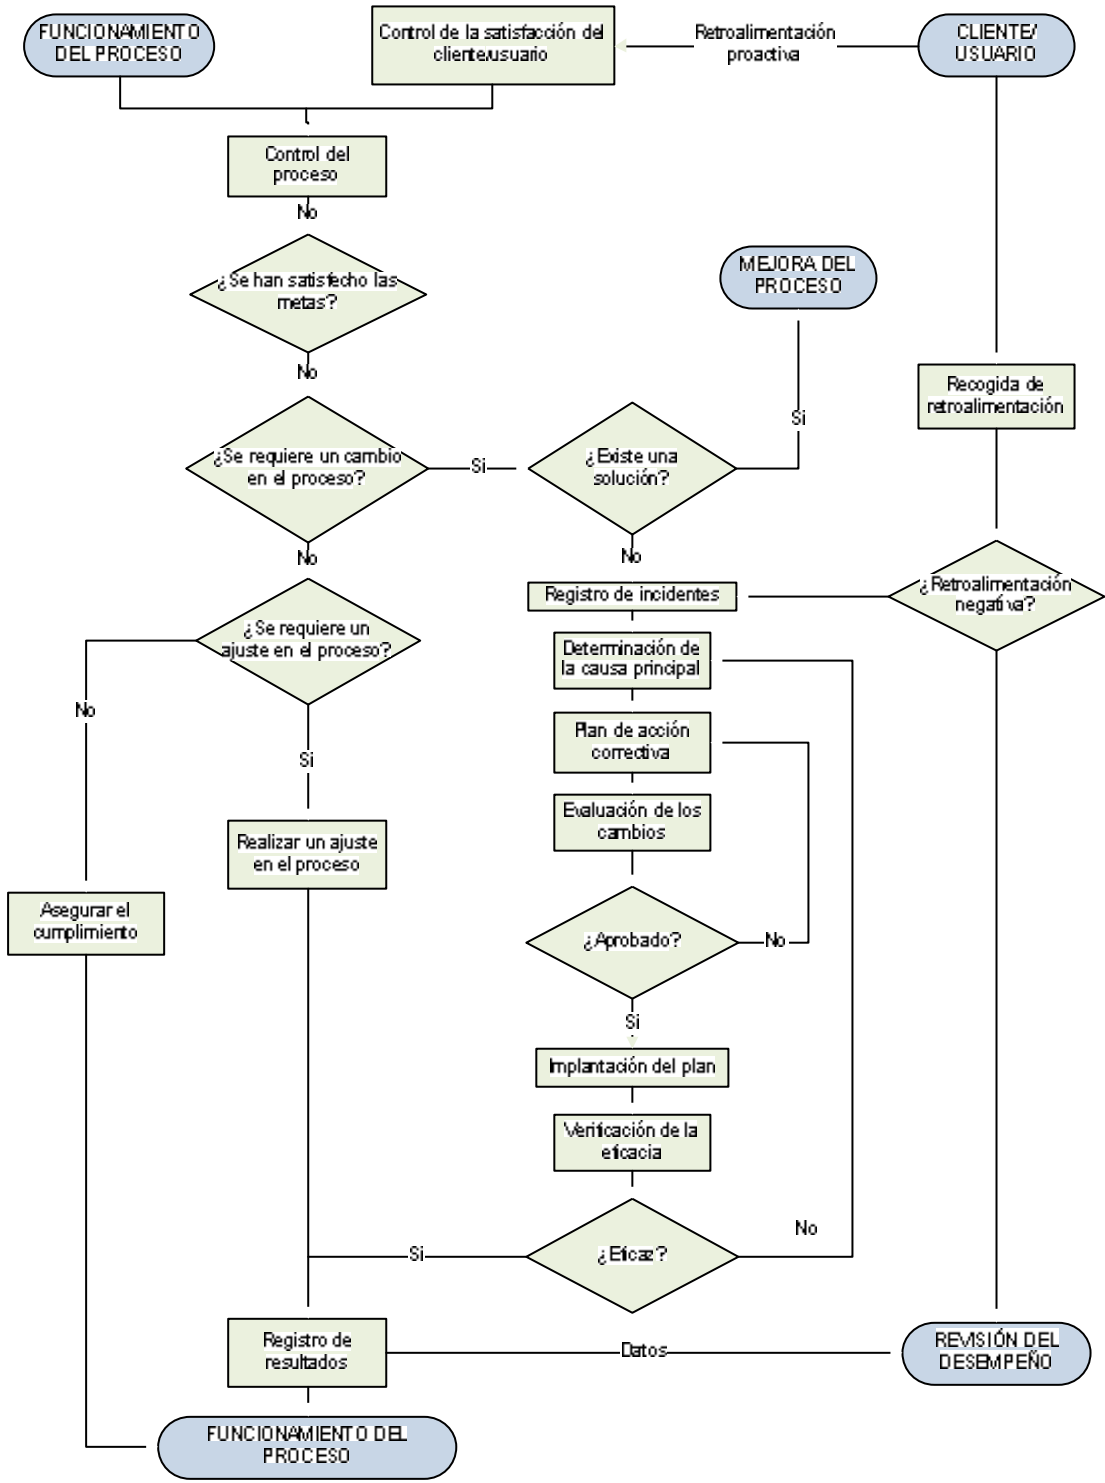 FUNCIONAMIENTO
DEL PROCESO
Control de la satisfacción del
cliente/usuario
Retroalimentación
proactiva
CLIENTE/
USUARIO
Control del
proceso
No
¿Se han satisfecho las
metas?
No
MEJORA DEL
PROCESO
Recogida de
retroalimentación
¿Se requiere un cambio
en el proceso?
Si
¿Existe una
solución?
Si
No
No
¿Retroalimentación
negativa?
Registro de incidentes
¿Se requiere un
ajuste en el proceso?
Determinación de
la causa principal
No
Si
Plan de acción
correctiva
Evaluación de los
cambios
Realizar un ajuste
en el proceso
Asegurar el
cumplimiento
¿Aprobado?
No
Si
Implantación del plan
Verificación de la
eficacia
¿Eficaz?
No
Si
Registro de
resultados
Datos
REVISIÓN DEL
DESEMPEÑO
FUNCIONAMIENTO DEL
PROCESO